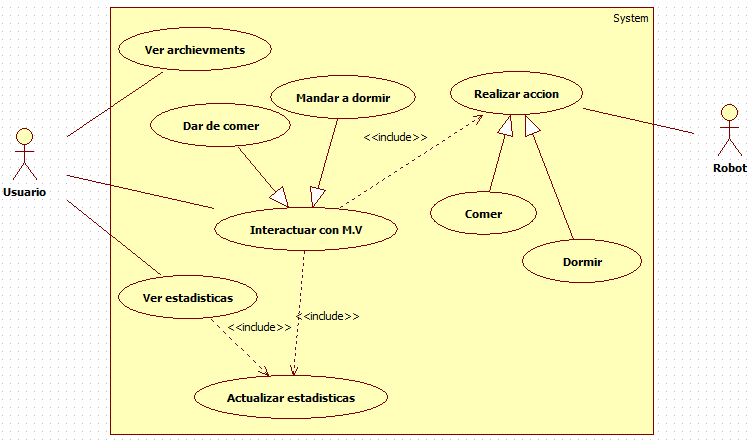 System
Ver archievments
Realizar accion
Mandar a dormir
Dar de comer
<<include>>
Robot
Usuario
Comer
Interactuar con M.V
Dormir
Ver estadisticas
<<include>>
<<include>>
Actualizar estadisticas